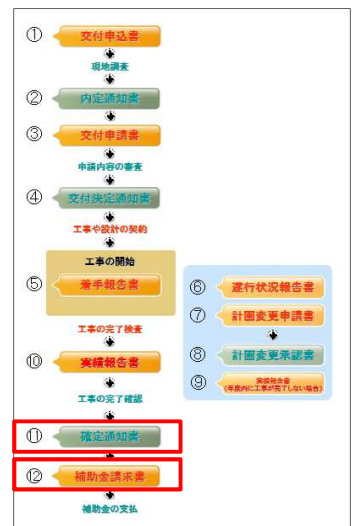 ① 交付申込書
現地調査
② 内定通知書
③ 交付申請書
申請内容の審査
④ 交付決定通知書
工事や設計の契約
工事の開始
⑤ 着手報告書
⑥ 遂行状況報告書
⑦ 計画変更申請書
⑧ 計画変更承認書
⑨ 実績報告書
(年度内に工事が完了しない場合)
工事の完了検査
⑩ 実績報告書
工事の完了確認
⑪ 確定通知書
⑫ 補助金請求書
補助金の支払